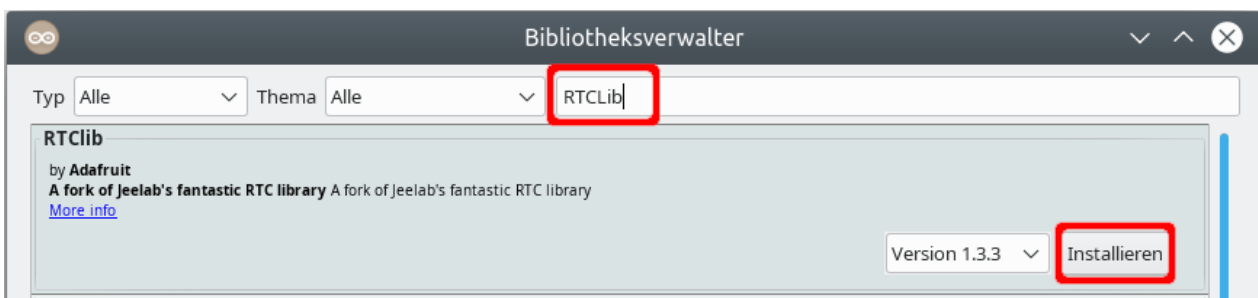 Bibliotheksverwalter
Typ Alle Thema Alle RTCLib
RTClib
by Adafruit
A fork of Jeelab's fantastic RTC library A fork of Jeelab's fantastic RTC library
More info
Version 1.3.3 Installieren